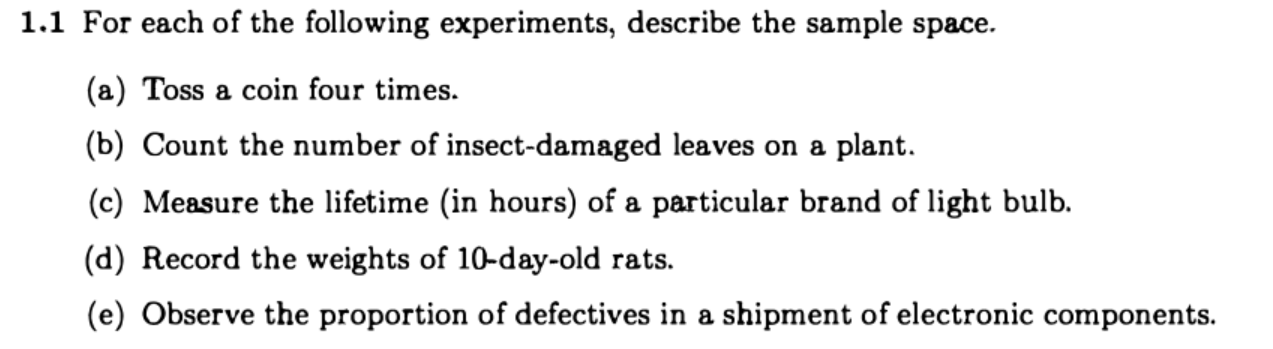 1.1 For each of the following experiments, describe the sample space.
(a) Toss a coin four times.
(b) Count the number of insect-damaged leaves on a plant.
(c) Measure the lifetime (in hours) of a particular brand of light bulb.
(d) Record the weights of 10-day-old rats.
(e) Observe the proportion of defectives in a shipment of electronic components.